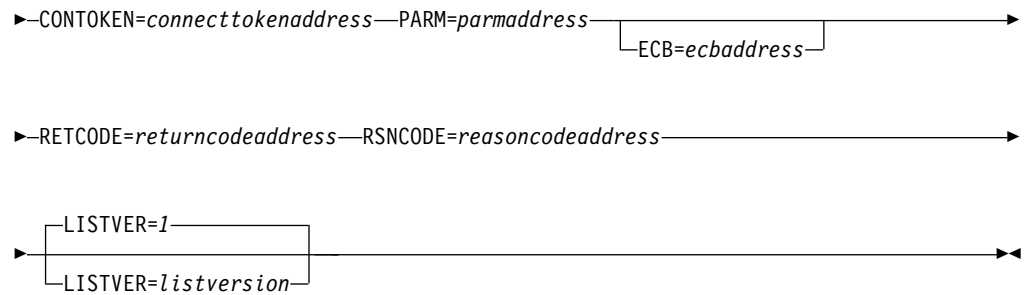 CONTOKEN=connecttokenaddress PARM=parmaddress
ECB=ecbaddress
RETCODE=returncodeaddress RSNCODE=reasoncodeaddress
LISTVER=1
LISTVER=listversion